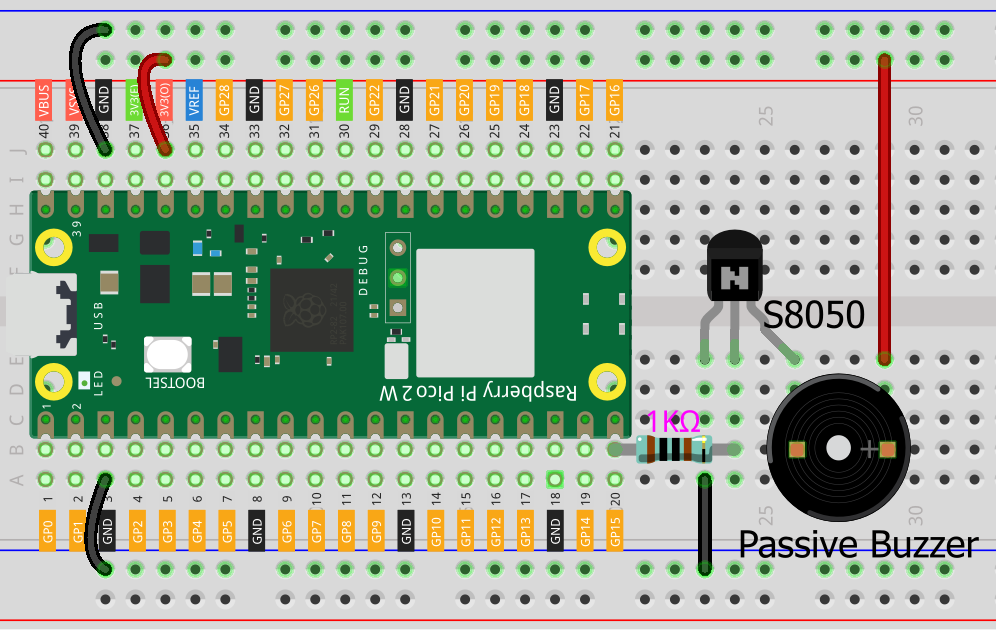 VBUS VSYS GND 3V3(E) 3V3(O) VREF GP28 GND GP27 GP26 RUN GP22 GND GP21 GP20 GP19 GP18 GND GP17 GP16
40 39 38 37 36 35 34 33 32 31 30 29 28 27 26 25 24 22 21
25 30
J
I
H
G
F
39
DEBUG
USB
S8050
E
D
C
B
A
BOOTSEL
LED
Raspberry Pi Pico 2 W
1 2
1KΩ
1 2 3 4 5 6 7 8 9 10 11 12 13 14 15 16 17 18 19 20
25 30
GP0 GP1 GND GP2 GP3 GP4 GP5 GND GP6 GP7 GP8 GP9 GND GP10 GP11 GP12 GP13 GND GP14 GP15
Passive Buzzer